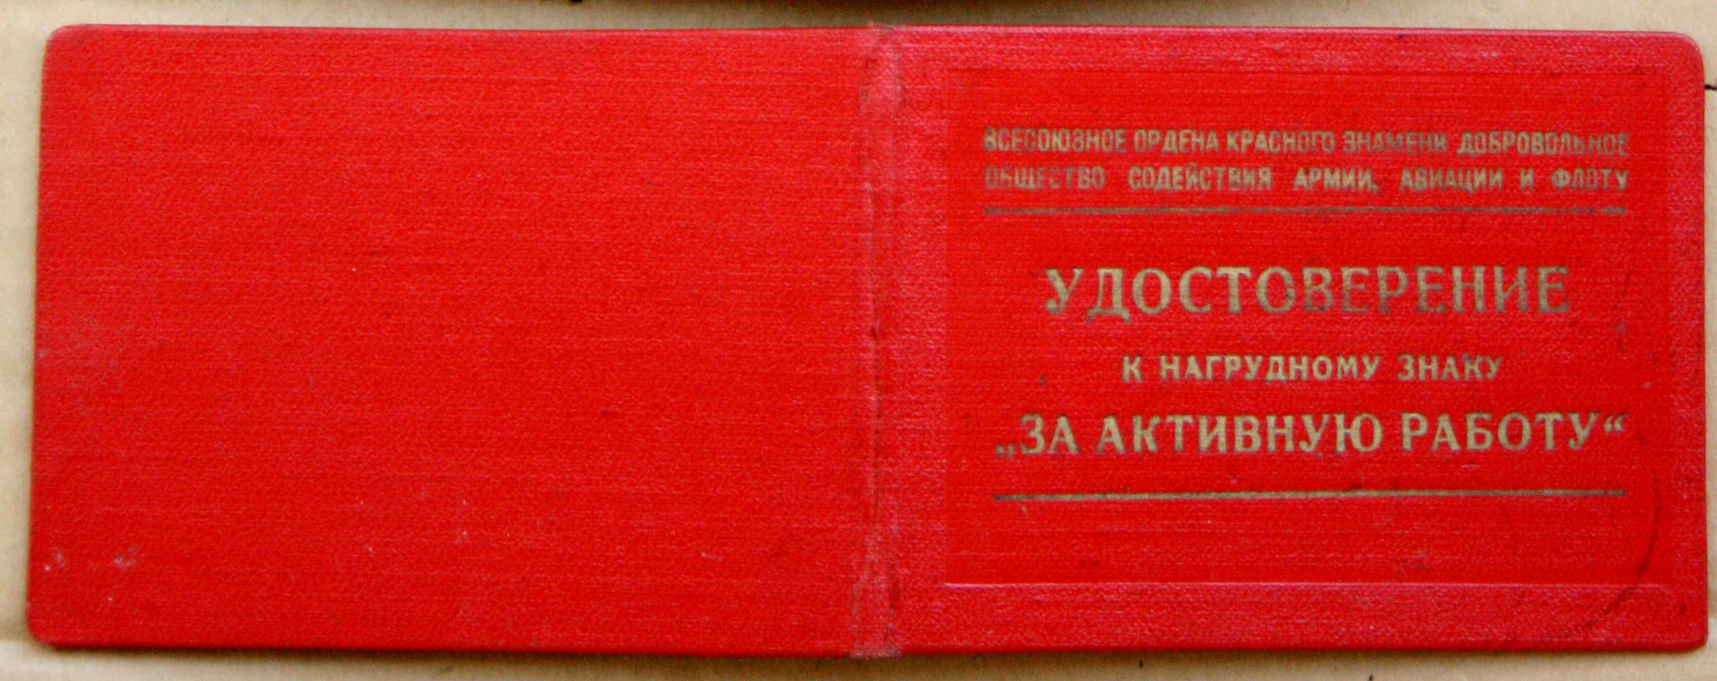 ВСЕСОЮЗНОЕ ОРДЕНА КРАСНОГО ЗНАМЕНИ ДОБРОВОЛЬНОЕ
ОБЩЕСТВО СОДЕЙСТВИЯ АРМИИ, АВИАЦИИ И ФЛОТУ
УДОСТОВЕРЕНИЕ
К НАГРУДНОМУ ЗНАКУ
„ЗА АКТИВНУЮ РАБОТУ“